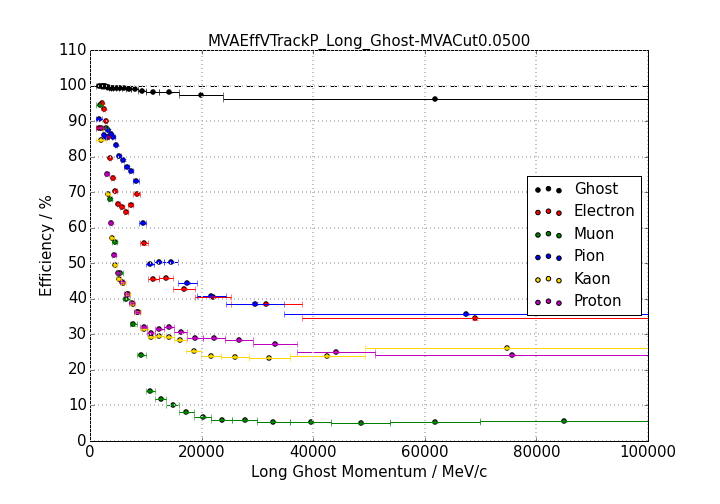 MVAEffVTrackP_Long_Ghost-MVACut0.0500
110
100
90
80
70
60
50
40
30
20
10
0
Efficiency / %
Ghost
Electron
Muon
Pion
Kaon
Proton
0 20000 40000 60000 80000 100000
Long Ghost Momentum / MeV/c